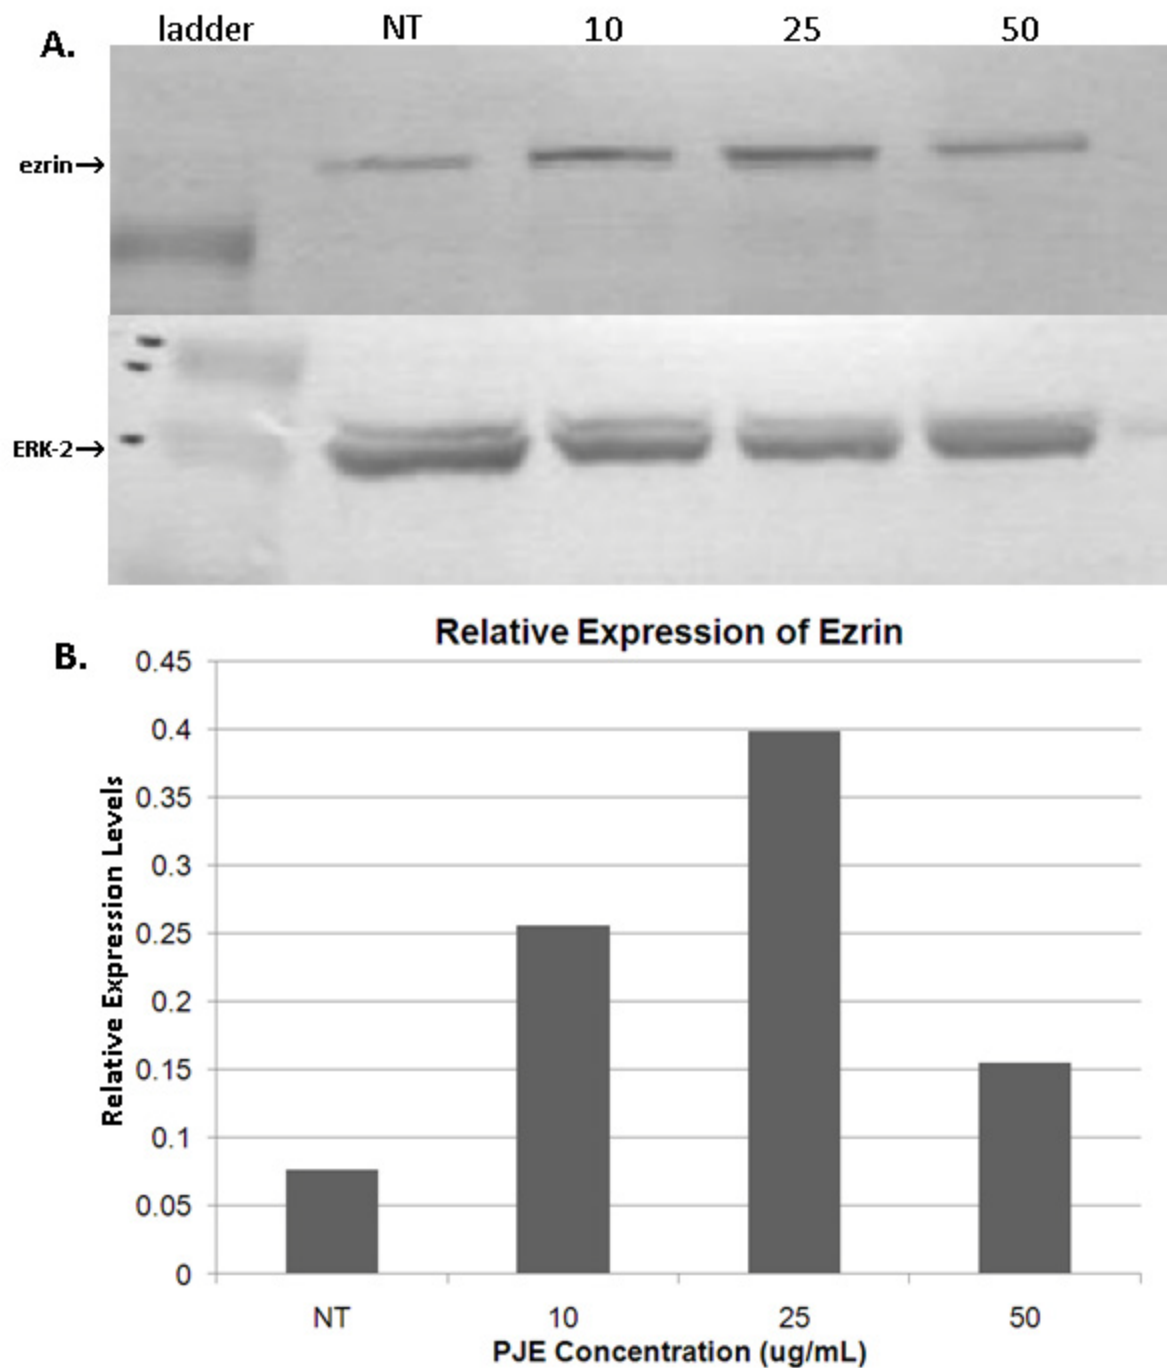 A.
ladder NT 10 25 50
ezrin→
ERK-2→
B.
Relative Expression of Ezrin
Relative Expression Levels
0.45
0.4
0.35
0.3
0.25
0.2
0.15
0.1
0.05
0
NT 10 25 50
PJE Concentration (ug/mL)